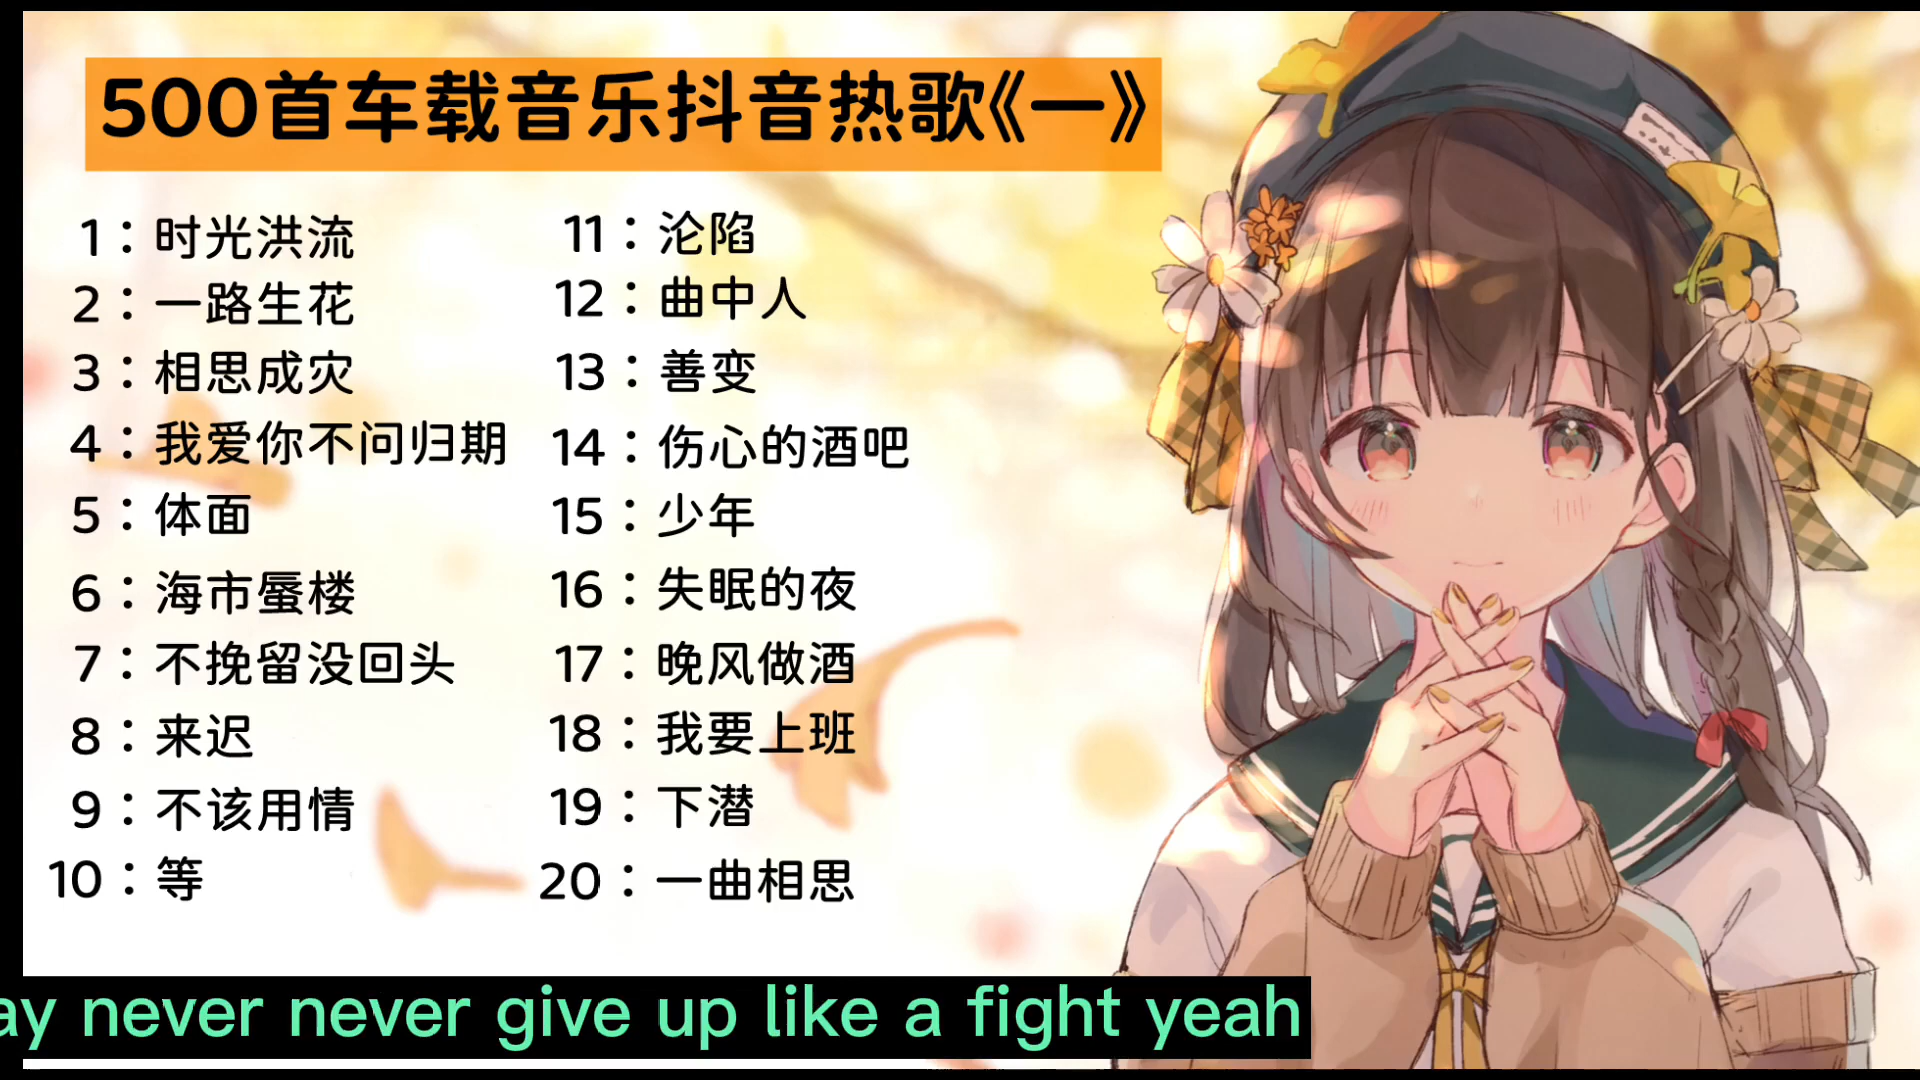 500首车载音乐抖音热歌《一》
1：时光洪流
2：一路生花
3：相思成灾
4：我爱你不问归期
5：体面
6：海市蜃楼
7：不挽留没回头
8：来迟
9：不该用情
10：等
11：沦陷
12：曲中人
13：善变
14：伤心的酒吧
15：少年
16：失眠的夜
17：晚风做酒
18：我要上班
19：下潜
20：一曲相思
ay never never give up like a fight yeah